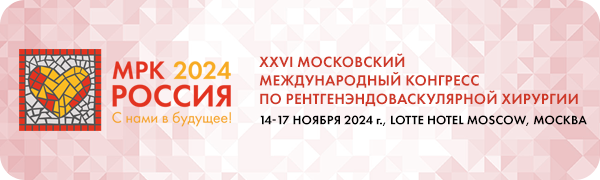 МРК 2024
РОССИЯ
С нами в будущее!
XXVI МОСКОВСКИЙ
МЕЖДУНАРОДНЫЙ КОНГРЕСС
ПО РЕНТГЕНЭНДОВАСКУЛЯРНОЙ ХИРУРГИИ
14-17 НОЯБРЯ 2024 г., LOTTE HOTEL MOSCOW, МОСКВА